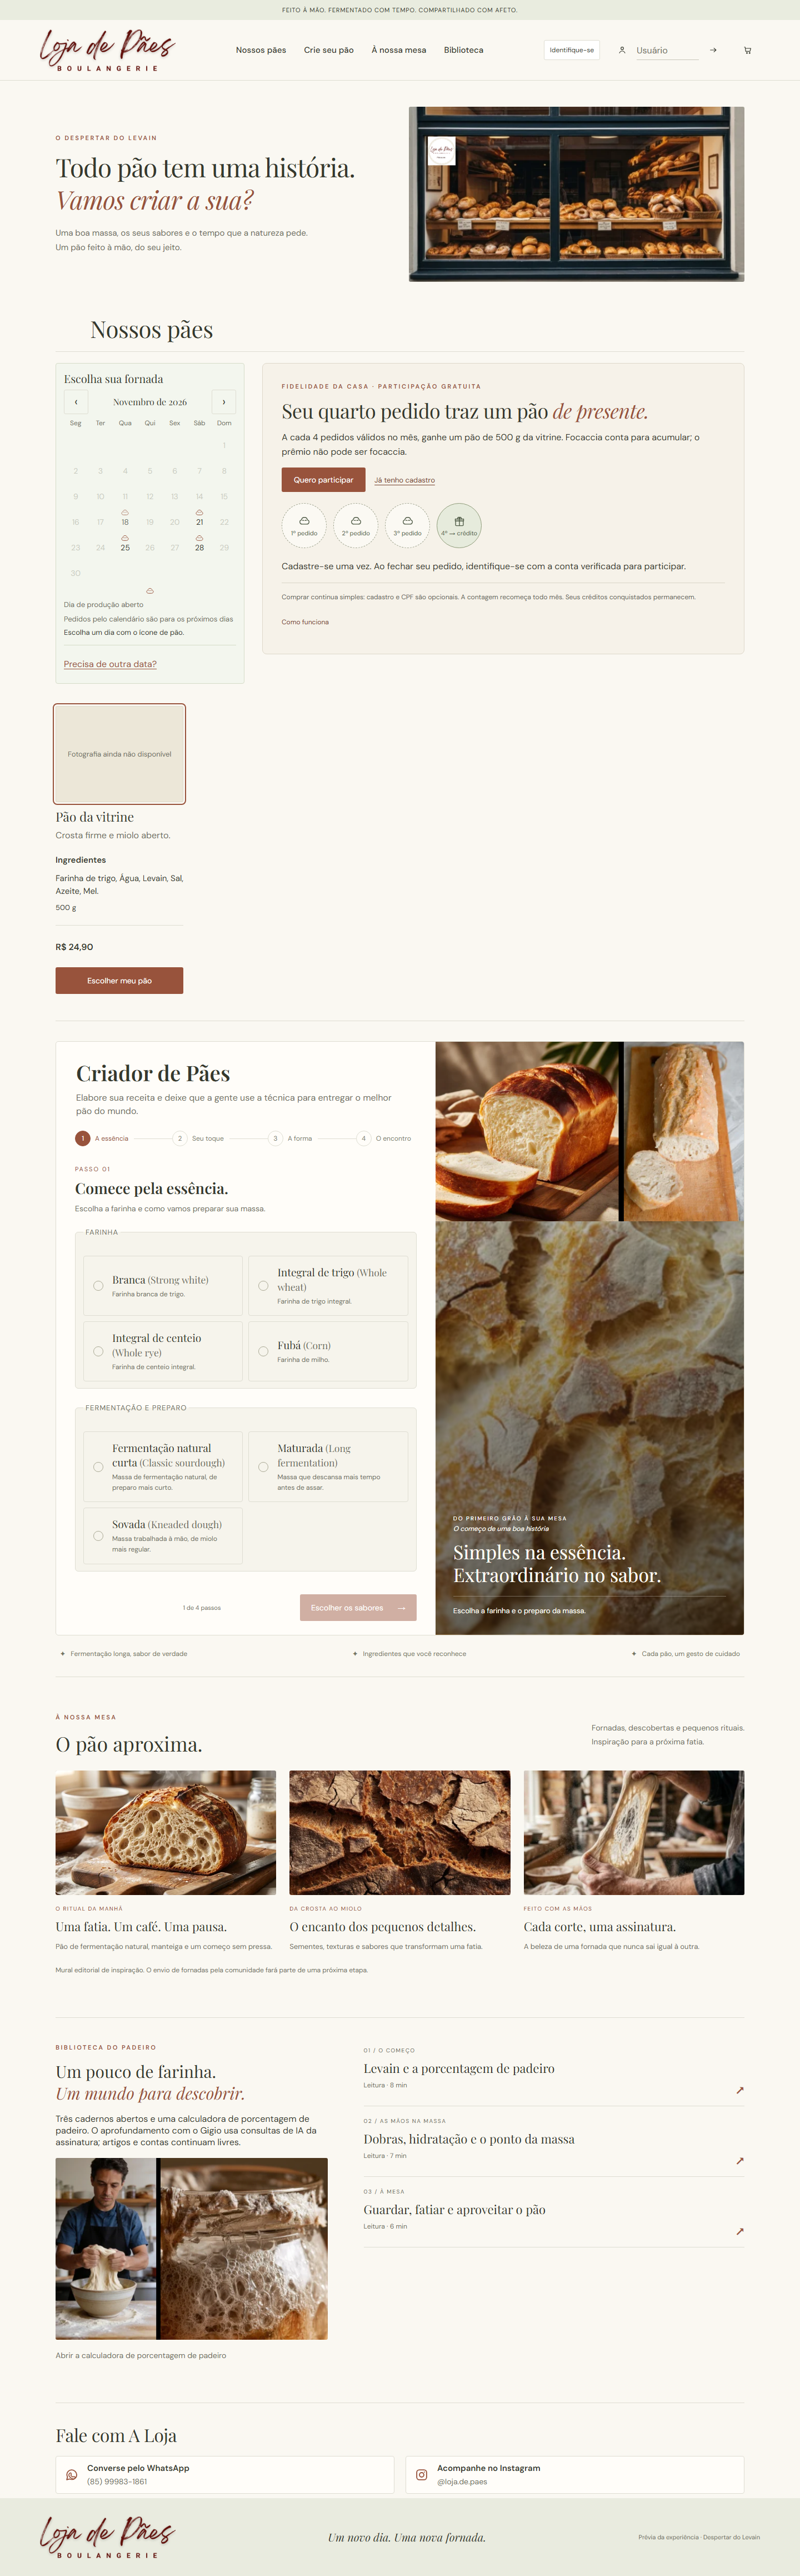 FEITO À MÃO. FERMENTADO COM TEMPO. COMPARTILHADO COM AFETO.
Loja de Pães
BOULANGERIE
Nossos pães
Crie seu pão
À nossa mesa
Biblioteca
Identifique-se
Usuário
→
O DESPERTAR DO LEVAIN
Todo pão tem uma história.
Vamos criar a sua?
Uma boa massa, os seus sabores e o tempo que a natureza pede.
Um pão feito à mão, do seu jeito.
Loja de Pães
Nossos pães
Escolha sua fornada
‹ Novembro de 2026 ›
Seg Ter Qua Qui Sex Sáb Dom
1
2 3 4 5 6 7 8
9 10 11 12 13 14 15
16 17 18 19 20 21 22
23 24 25 26 27 28 29
30
Dia de produção aberto
Pedidos pelo calendário são para os próximos dias
Escolha um dia com o ícone de pão.
Precisa de outra data?
FIDELIDADE DA CASA · PARTICIPAÇÃO GRATUITA
Seu quarto pedido traz um pão de presente.
A cada 4 pedidos válidos no mês, ganhe um pão de 500 g da vitrine. Focaccia conta para acumular; o
prêmio não pode ser focaccia.
Quero participar
Já tenho cadastro
1º pedido
2º pedido
3º pedido
4º → crédito
Cadastre-se uma vez. Ao fechar seu pedido, identifique-se com a conta verificada para participar.
Comprar continua simples: cadastro e CPF são opcionais. A contagem recomeça todo mês. Seus créditos conquistados permanecem.
Como funciona
Fotografia ainda não disponível
Pão da vitrine
Crosta firme e miolo aberto.
Ingredientes
Farinha de trigo, Água, Levain, Sal,
Azeite, Mel.
500 g
R$ 24,90
Escolher meu pão
Criador de Pães
Elabore sua receita e deixe que a gente use a técnica para entregar o melhor
pão do mundo.
1 A essência
2 Seu toque
3 A forma
4 O encontro
PASSO 01
Comece pela essência.
Escolha a farinha e como vamos preparar sua massa.
FARINHA
Branca (Strong white)
Farinha branca de trigo.
Integral de trigo (Whole
wheat)
Farinha de trigo integral.
Integral de centeio
(Whole rye)
Farinha de centeio integral.
Fubá (Corn)
Farinha de milho.
FERMENTAÇÃO E PREPARO
Fermentação natural
curta (Classic sourdough)
Massa de fermentação natural, de
preparo mais curto.
Maturada (Long
fermentation)
Massa que descansa mais tempo
antes de assar.
Sovada (Kneaded dough)
Massa trabalhada à mão, de miolo
mais regular.
1 de 4 passos
Escolher os sabores →
DO PRIMEIRO GRÃO À SUA MESA
O começo de uma boa história
Simples na essência.
Extraordinário no sabor.
Escolha a farinha e o preparo da massa.
✦ Fermentação longa, sabor de verdade
✦ Ingredientes que você reconhece
✦ Cada pão, um gesto de cuidado
À NOSSA MESA
O pão aproxima.
Fornadas, descobertas e pequenos rituais.
Inspiração para a próxima fatia.
O RITUAL DA MANHÃ
Uma fatia. Um café. Uma pausa.
Pão de fermentação natural, manteiga e um começo sem pressa.
DA CROSTA AO MIOLO
O encanto dos pequenos detalhes.
Sementes, texturas e sabores que transformam uma fatia.
FEITO COM AS MÃOS
Cada corte, uma assinatura.
A beleza de uma fornada que nunca sai igual à outra.
Mural editorial de inspiração. O envio de fornadas pela comunidade fará parte de uma próxima etapa.
BIBLIOTECA DO PADEIRO
Um pouco de farinha.
Um mundo para descobrir.
Três cadernos abertos e uma calculadora de porcentagem de
padeiro. O aprofundamento com o Gigio usa consultas de IA da
assinatura; artigos e contas continuam livres.
Abrir a calculadora de porcentagem de padeiro
01 / O COMEÇO
Levain e a porcentagem de padeiro
Leitura · 8 min
↗
02 / AS MÃOS NA MASSA
Dobras, hidratação e o ponto da massa
Leitura · 7 min
↗
03 / À MESA
Guardar, fatiar e aproveitar o pão
Leitura · 6 min
↗
Fale com A Loja
Converse pelo WhatsApp
(85) 99983-1861
Acompanhe no Instagram
@loja.de.paes
Loja de Pães
BOULANGERIE
Um novo dia. Uma nova fornada.
Prévia da experiência · Despertar do Levain